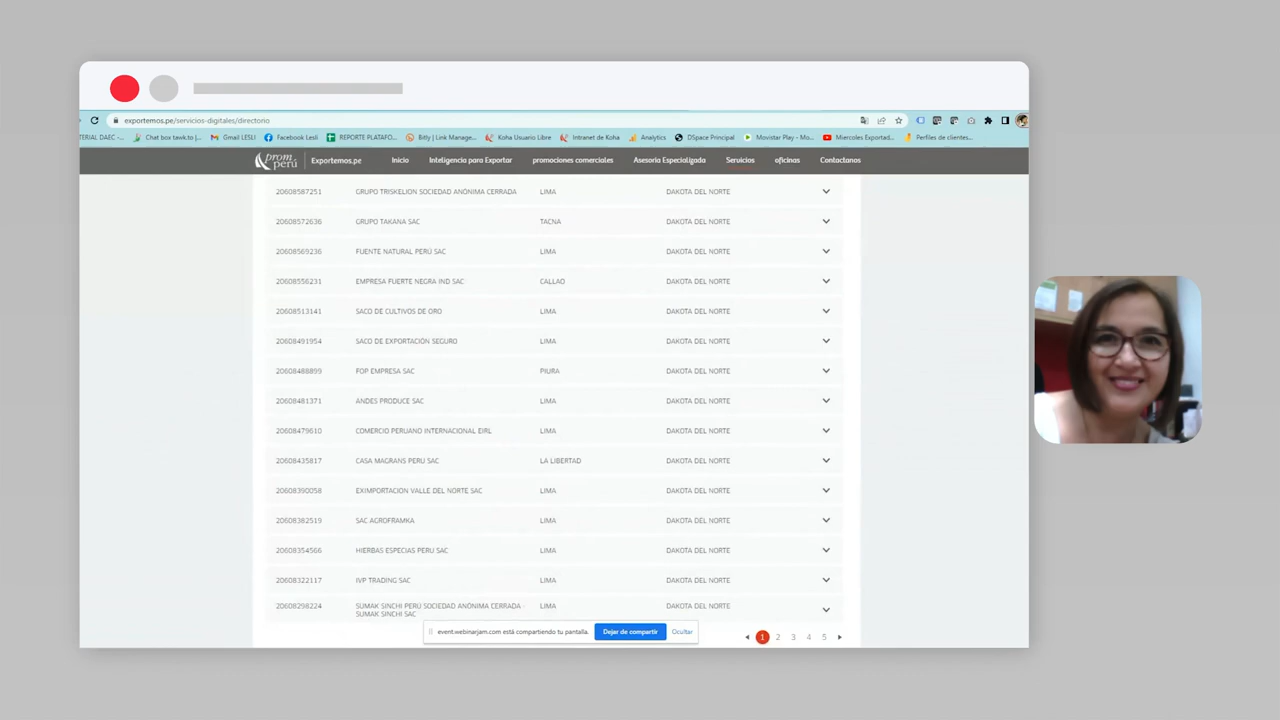 exportemos.pe/servicios-digitales/directorio
TERIAL DAEC -... Chat box tawk.to |... Gmail LESLI Facebook Lesli REPORTE PLATAFO... Bitly | Link Manage... Koha Usuario Libre Intranet de Koha Analytics DSpace Principal Movistar Play - Mo... Miercoles Exportad... Perfiles de clientes...
prom perú Exportemos.pe Inicio Inteligencia para Exportar promociones comerciales Asesoría Especializada Servicios oficinas Contactanos
20608587251 GRUPO TRISKELION SOCIEDAD ANÓNIMA CERRADA LIMA DAKOTA DEL NORTE
20608572636 GRUPO TAKANA SAC TACNA DAKOTA DEL NORTE
20608569236 FUENTE NATURAL PERÚ SAC LIMA DAKOTA DEL NORTE
20608556231 EMPRESA FUERTE NEGRA IND SAC CALLAO DAKOTA DEL NORTE
20608513141 SACO DE CULTIVOS DE ORO LIMA DAKOTA DEL NORTE
20608491954 SACO DE EXPORTACIÓN SEGURO LIMA DAKOTA DEL NORTE
20608488899 FOP EMPRESA SAC PIURA DAKOTA DEL NORTE
20608481371 ANDES PRODUCE SAC LIMA DAKOTA DEL NORTE
20608479610 COMERCIO PERUANO INTERNACIONAL EIRL LIMA DAKOTA DEL NORTE
20608435817 CASA MAGRANS PERU SAC LA LIBERTAD DAKOTA DEL NORTE
20608390058 EXIMPORTACION VALLE DEL NORTE SAC LIMA DAKOTA DEL NORTE
20608382519 SAC AGROFRAMKA LIMA DAKOTA DEL NORTE
20608354566 HIERBAS ESPECIAS PERU SAC LIMA DAKOTA DEL NORTE
20608322117 IVP TRADING SAC LIMA DAKOTA DEL NORTE
20608298224 SUMAK SINCHI PERÚ SOCIEDAD ANÓNIMA CERRADA - LIMA DAKOTA DEL NORTE
SUMAK SINCHI SAC
event.webinarjam.com está compartiendo tu pantalla. Dejar de compartir Ocultar
1 2 3 4 5